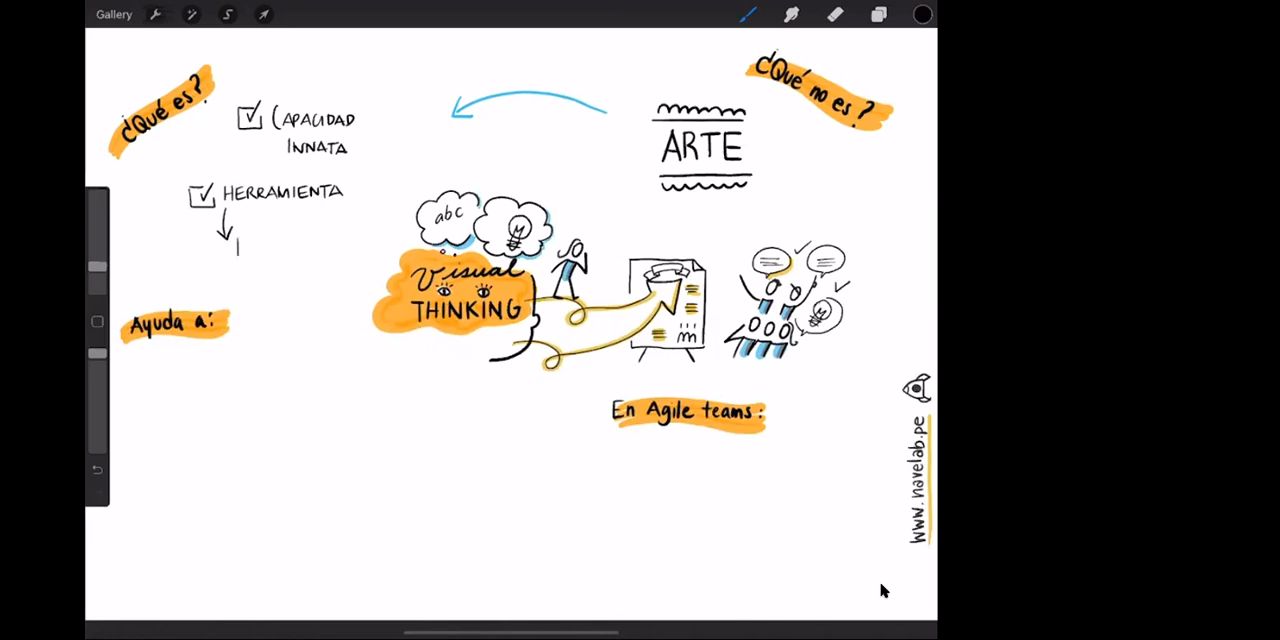 Gallery
¿Qué es?
¿Qué no es?
CAPACIDAD
INNATA
ARTE
HERRAMIENTA
abc
Visual
THINKING
Ayuda a:
En Agile teams:
www.navelab.pe